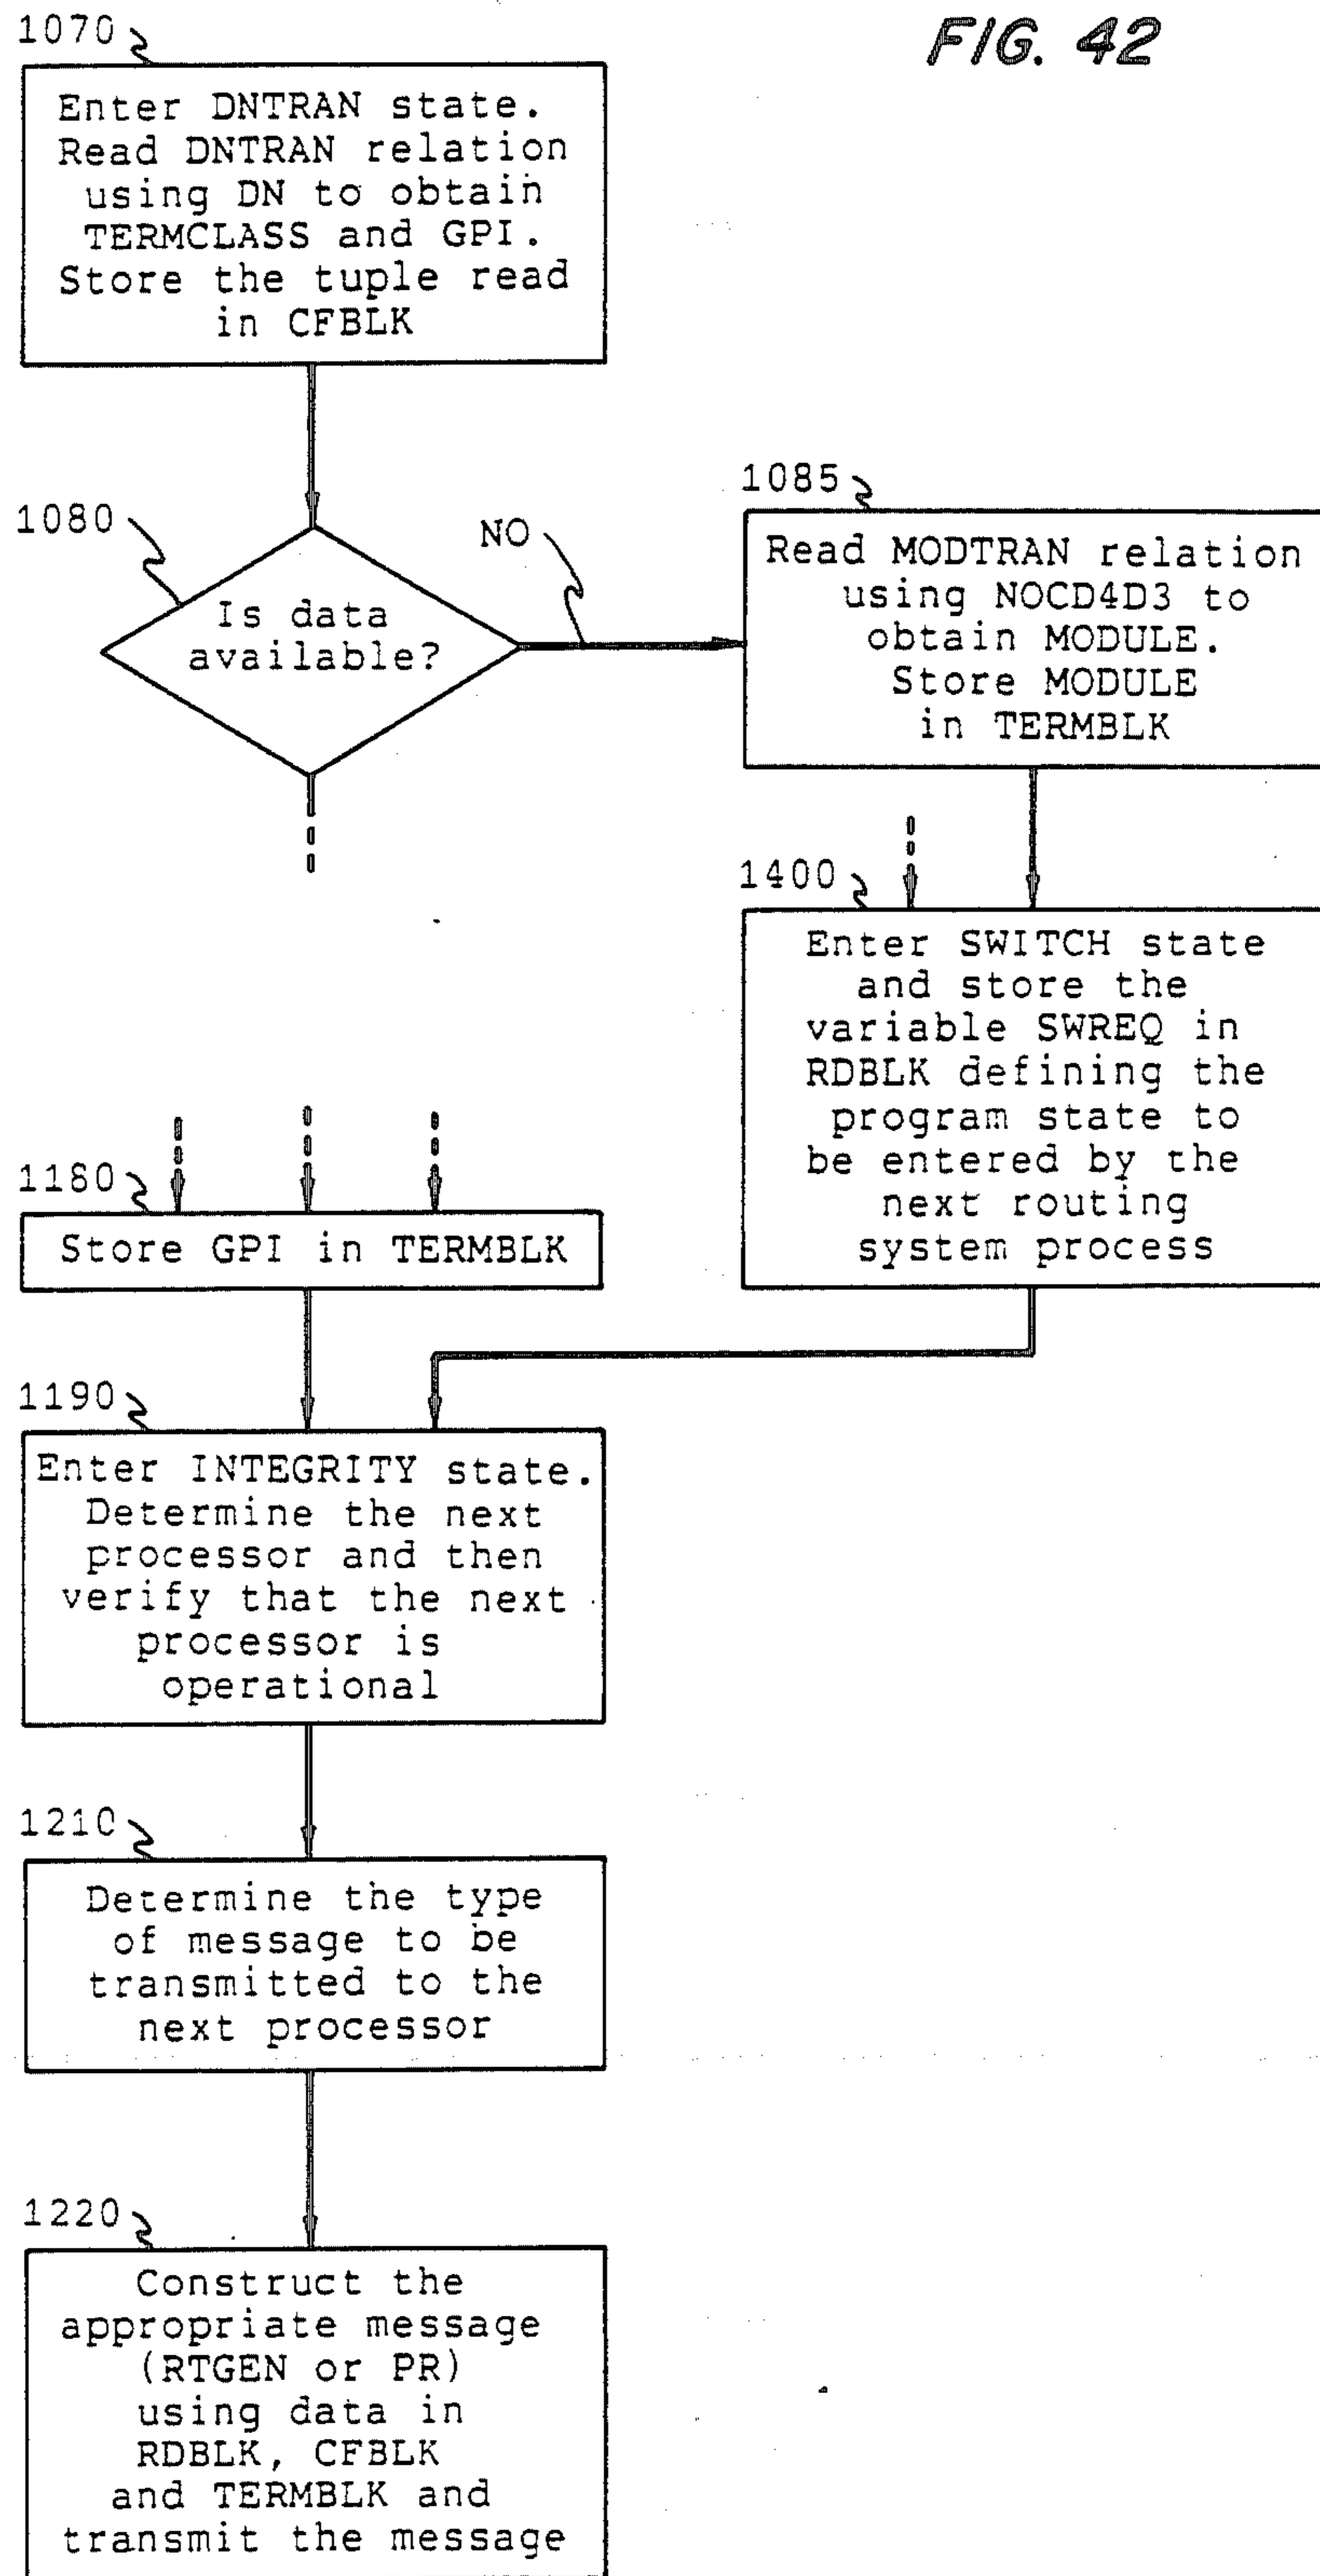 FIG. 42
1070
Enter DNTRAN state.
Read DNTRAN relation
using DN to obtain
TERMCLASS and GPI.
Store the tuple read
in CFBLK
1080
Is data
available?
NO
1085
Read MODTRAN relation
using NOCD4D3 to
obtain MODULE.
Store MODULE
in TERMBLK
1400
Enter SWITCH state
and store the
variable SWREQ in
RDBLK defining the
program state to
be entered by the
next routing
system process
1180
Store GPI in TERMBLK
1190
Enter INTEGRITY state.
Determine the next
processor and then
verify that the next
processor is
operational
1210
Determine the type
of message to be
transmitted to the
next processor
1220
Construct the
appropriate message
(RTGEN or PR)
using data in
RDBLK, CFBLK
and TERMBLK and
transmit the message